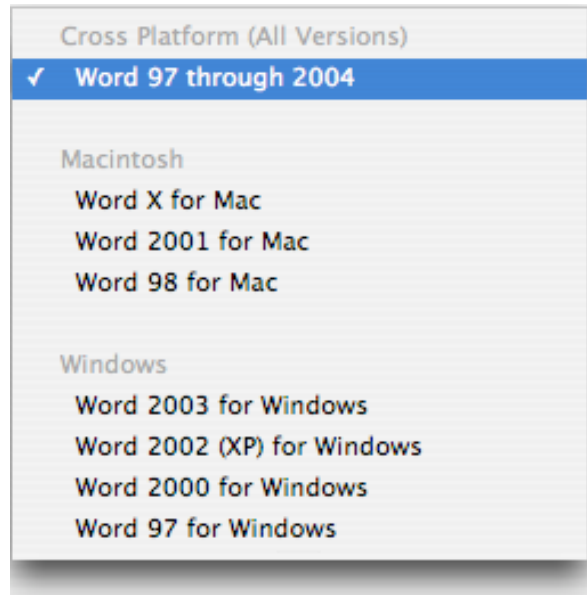 Cross Platform (All Versions)
✓ Word 97 through 2004
Macintosh
Word X for Mac
Word 2001 for Mac
Word 98 for Mac
Windows
Word 2003 for Windows
Word 2002 (XP) for Windows
Word 2000 for Windows
Word 97 for Windows